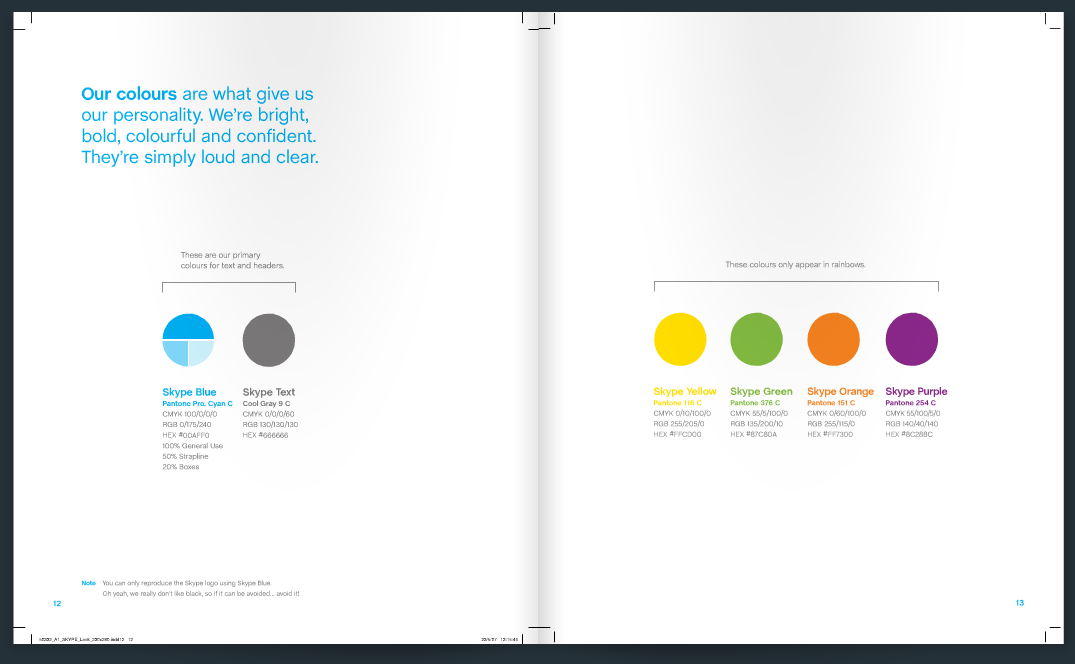 Our colours are what give us
our personality. We're bright,
bold, colourful and confident.
They're simply loud and clear.
These are our primary
colours for text and headers.
Skype Blue
Pantone Pro. Cyan C
CMYK 100/0/0/0
RGB 0/175/240
HEX #00AFF0
100% General Use
50% Strapline
20% Boxes
Skype Text
Cool Gray 9 C
CMYK 0/0/0/60
RGB 130/130/130
HEX #666666
Note You can only reproduce the Skype logo using Skype Blue.
Oh yeah, we really don't like black, so if it can be avoided... avoid it!
12
These colours only appear in rainbows.
Skype Yellow
Pantone 116 C
CMYK 0/10/100/0
RGB 255/205/0
HEX #FFCD00
Skype Green
Pantone 376 C
CMYK 55/5/100/0
RGB 135/200/10
HEX #87C80A
Skype Orange
Pantone 151 C
CMYK 0/60/100/0
RGB 255/115/0
HEX #FF7300
Skype Purple
Pantone 254 C
CMYK 55/100/5/0
RGB 140/40/140
HEX #8C288C
13